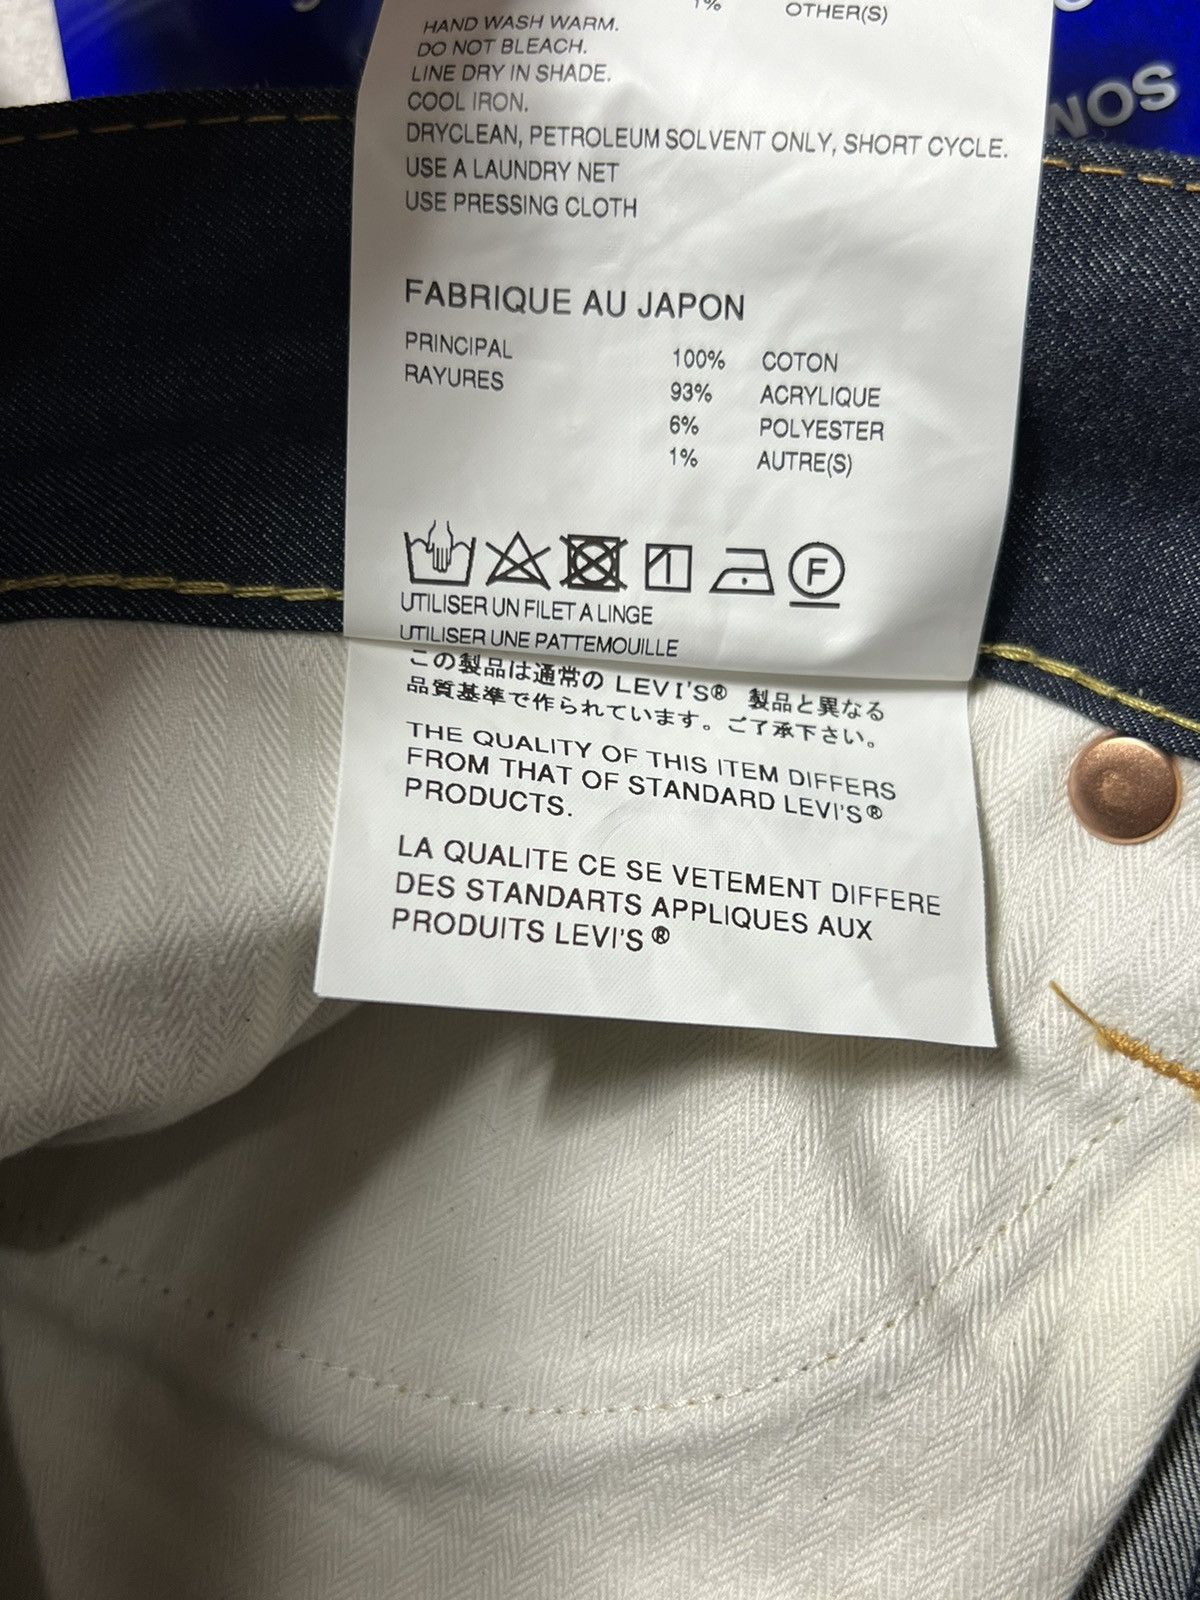 1% OTHER(S)
HAND WASH WARM.
DO NOT BLEACH.
LINE DRY IN SHADE.
COOL IRON.
DRYCLEAN, PETROLEUM SOLVENT ONLY, SHORT CYCLE.
USE A LAUNDRY NET
USE PRESSING CLOTH
FABRIQUE AU JAPON
PRINCIPAL 100% COTON
RAYURES 93% ACRYLIQUE
6% POLYESTER
1% AUTRE(S)
F
UTILISER UN FILET A LINGE
UTILISER UNE PATTEMOUILLE
この製品は通常の LEVI'S® 製品と異なる
品質基準で作られています。ご了承下さい。
THE QUALITY OF THIS ITEM DIFFERS
FROM THAT OF STANDARD LEVI'S®
PRODUCTS.
LA QUALITE CE SE VETEMENT DIFFERE
DES STANDARTS APPLIQUES AUX
PRODUITS LEVI'S®